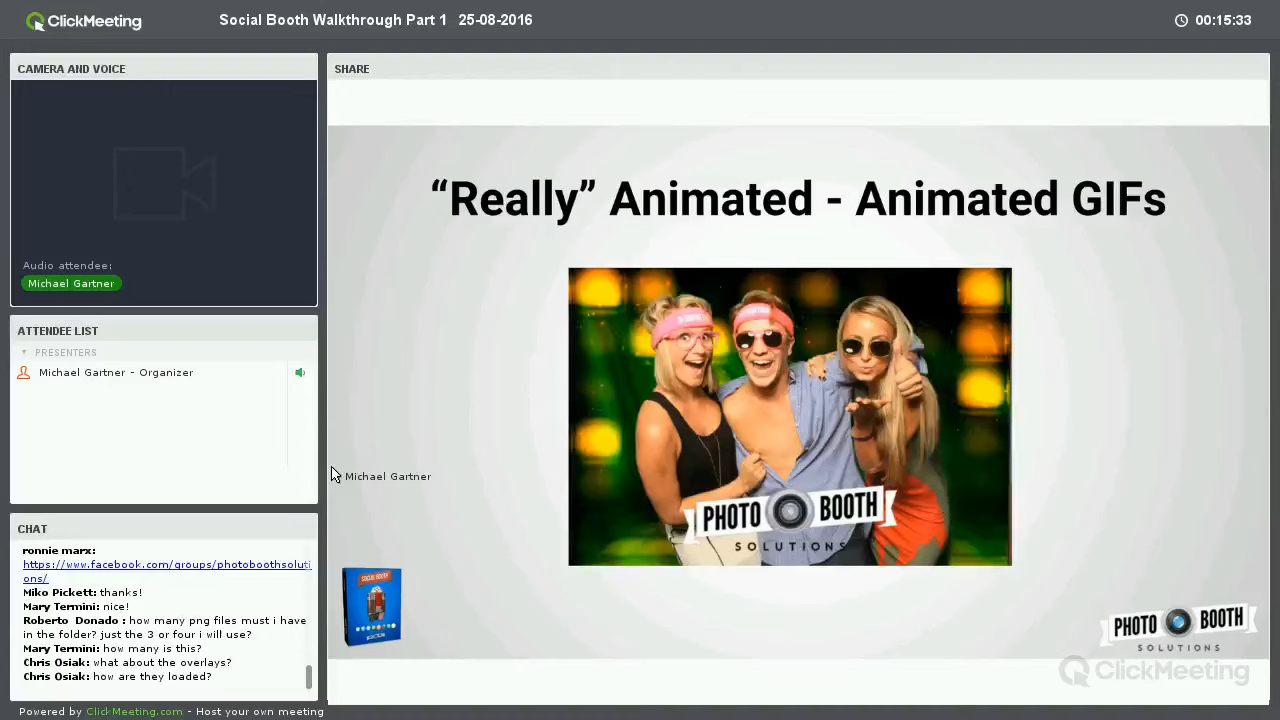 ClickMeeting
Social Booth Walkthrough Part 1 25-08-2016
00:15:33
CAMERA AND VOICE
Audio attendee:
Michael Gartner
ATTENDEE LIST
PRESENTERS
Michael Gartner - Organizer
CHAT
ronnie marx:
https://www.facebook.com/groups/photoboothsoluti
ons/
Miko Pickett: thanks!
Mary Termini: nice!
Roberto Donado : how many png files must i have
in the folder? just the 3 or four i will use?
Mary Termini: how many is this?
Chris Osiak: what about the overlays?
Chris Osiak: how are they loaded?
Powered by ClickMeeting.com - Host your own meeting
SHARE
“Really” Animated - Animated GIFs
Michael Gartner
PHOTO BOOTH
SOLUTIONS
SOCIAL BOOTH
PHOTO BOOTH
SOLUTIONS
ClickMeeting